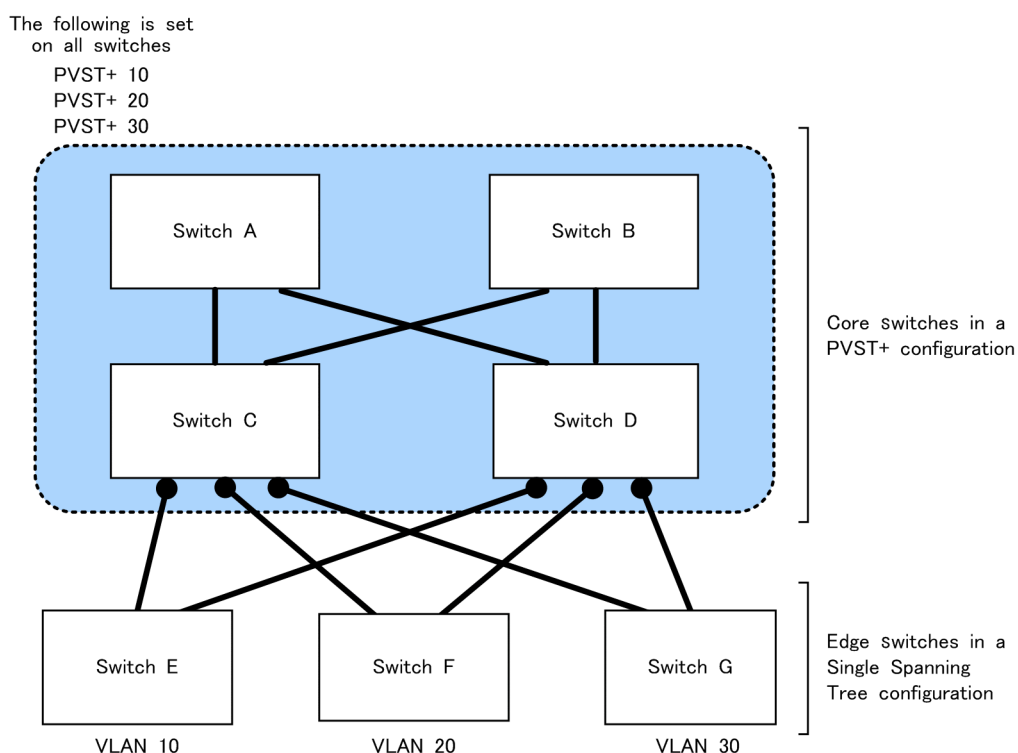 The following is set
on all switches
PVST+ 10
PVST+ 20
PVST+ 30
Switch A
Switch B
Switch C
Switch D
Core switches in a
PVST+ configuration
Switch E
Switch F
Switch G
Edge switches in a
Single Spanning
Tree configuration
VLAN 10
VLAN 20
VLAN 30